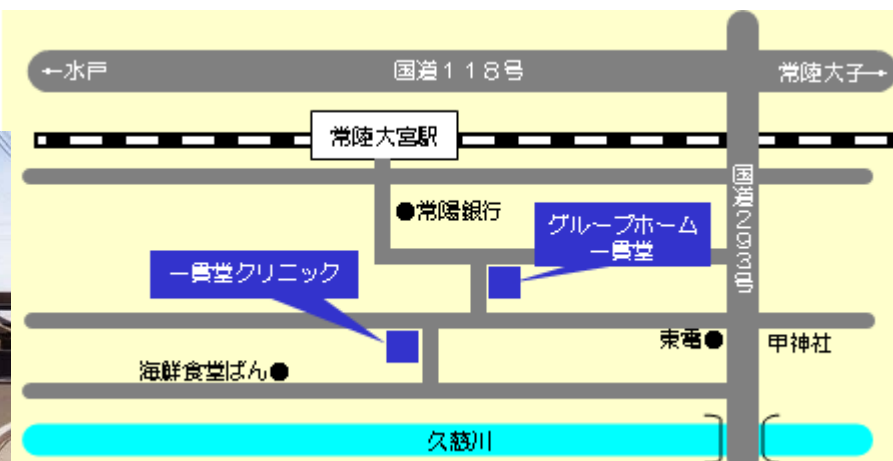 ←水戸
国道118号
常陸大子→
常陸大宮駅
国道293号
●常陽銀行
グループホーム
一貫堂
一貫堂クリニック
東電●
甲神社
海鮮食堂ばん●
久慈川